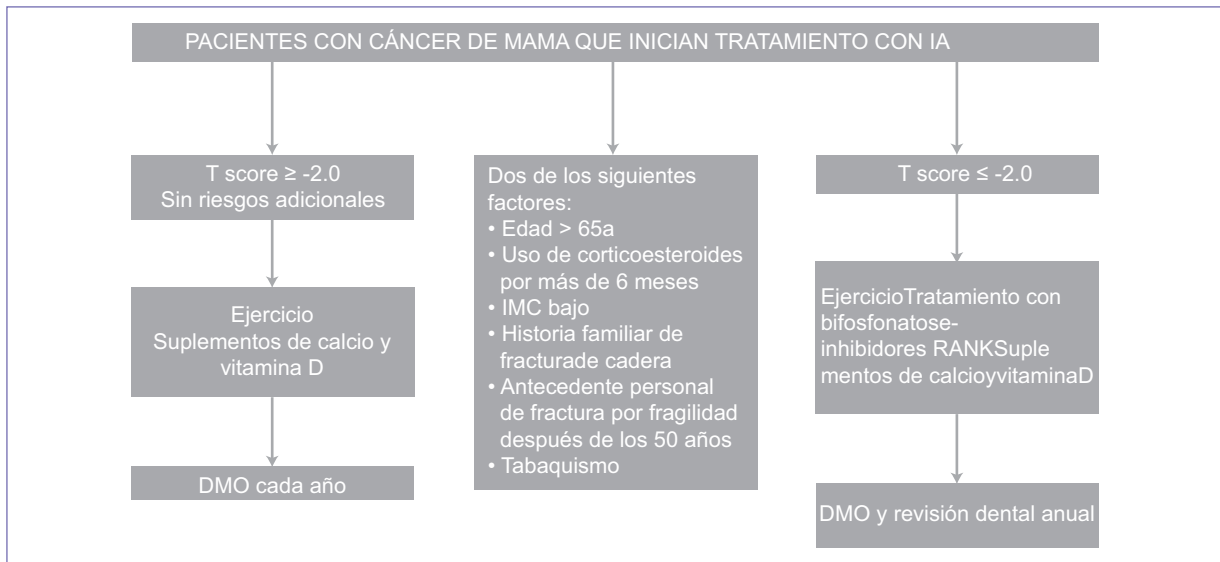 PACIENTES CON CÁNCER DE MAMA QUE INICIAN TRATAMIENTO CON IA
T score ≥ -2.0
Sin riesgos adicionales
Ejercicio
Suplementos de calcio y
vitamina D
DMO cada año
Dos de los siguientes
factores:
• Edad > 65a
• Uso de corticoesteroides
por más de 6 meses
• IMC bajo
• Historia familiar de
fracturade cadera
• Antecedente personal
de fractura por fragilidad
después de los 50 años
• Tabaquismo
T score ≤ -2.0
EjercicioTratamiento con
bifosfonatose-
inhibidores RANKSuple
mentos de calcioyvitaminaD
DMO y revisión dental anual